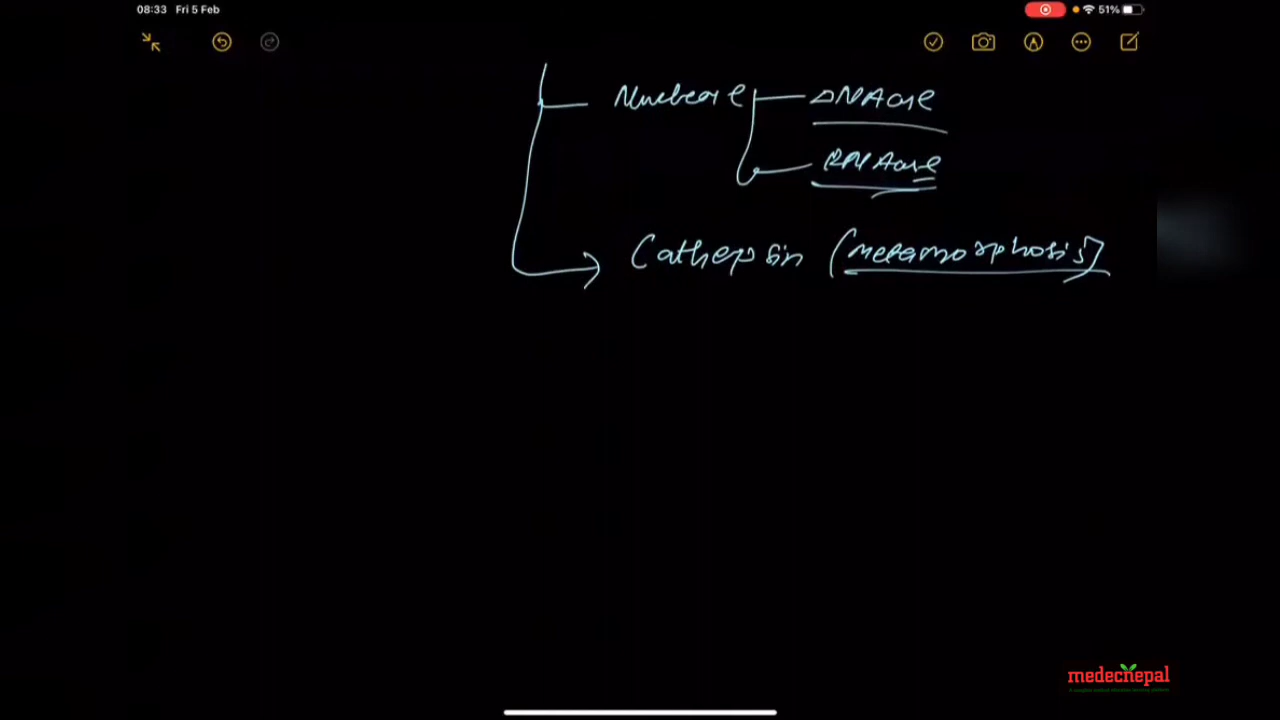 08:33 Fri 5 Feb 51%
Nuclease DNAase
RNAase
Cathepsin (metamorphosis)
medecnepal